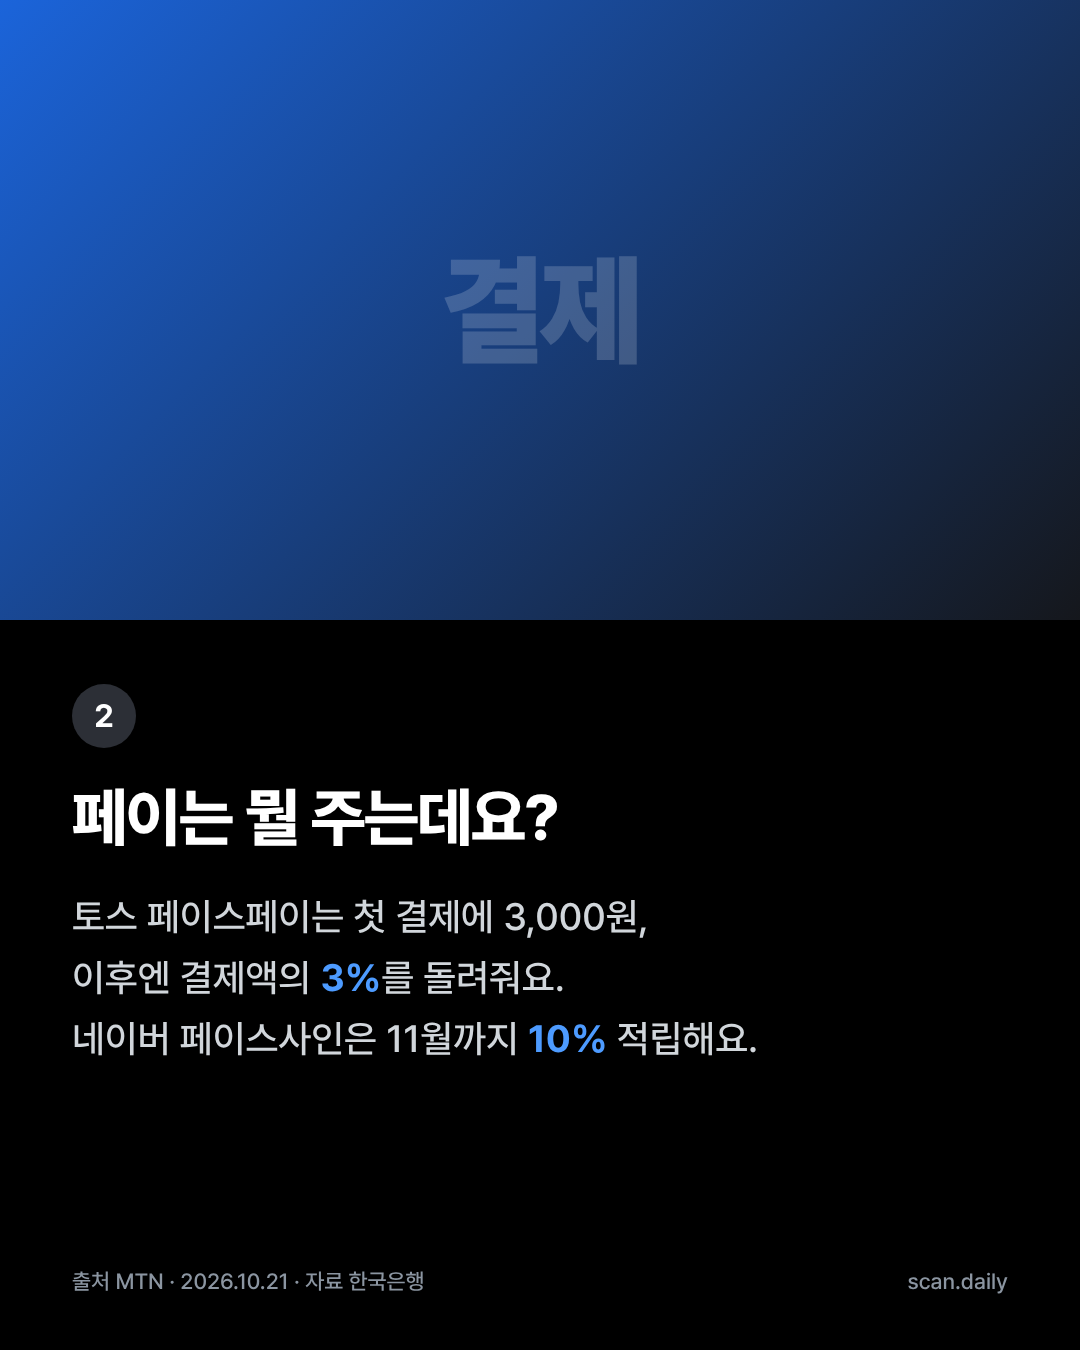 결제
2
페이는 뭘 주는데요?
토스 페이스페이는 첫 결제에 3,000원,
이후엔 결제액의 3%를 돌려줘요.
네이버 페이스사인은 11월까지 10% 적립해요.
출처 MTN · 2026.10.21 · 자료 한국은행
scan.daily